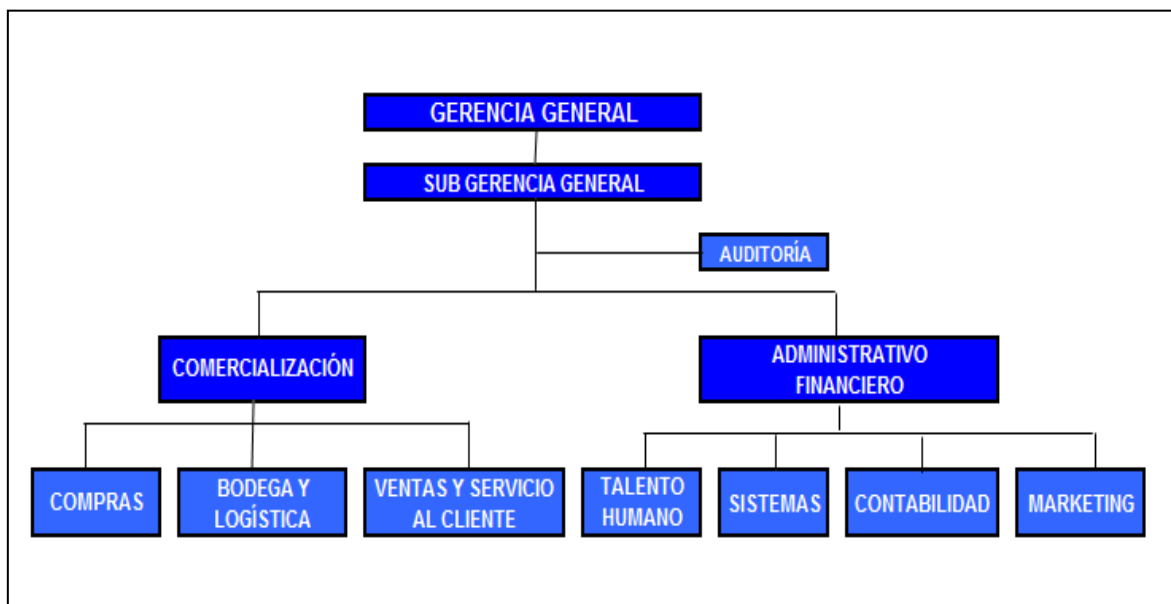 GERENCIA GENERAL
SUB GERENCIA GENERAL
AUDITORÍA
COMERCIALIZACIÓN
ADMINISTRATIVO
FINANCIERO
COMPRAS
BODEGA Y
LOGÍSTICA
VENTAS Y SERVICIO
AL CLIENTE
TALENTO
HUMANO
SISTEMAS
CONTABILIDAD
MARKETING